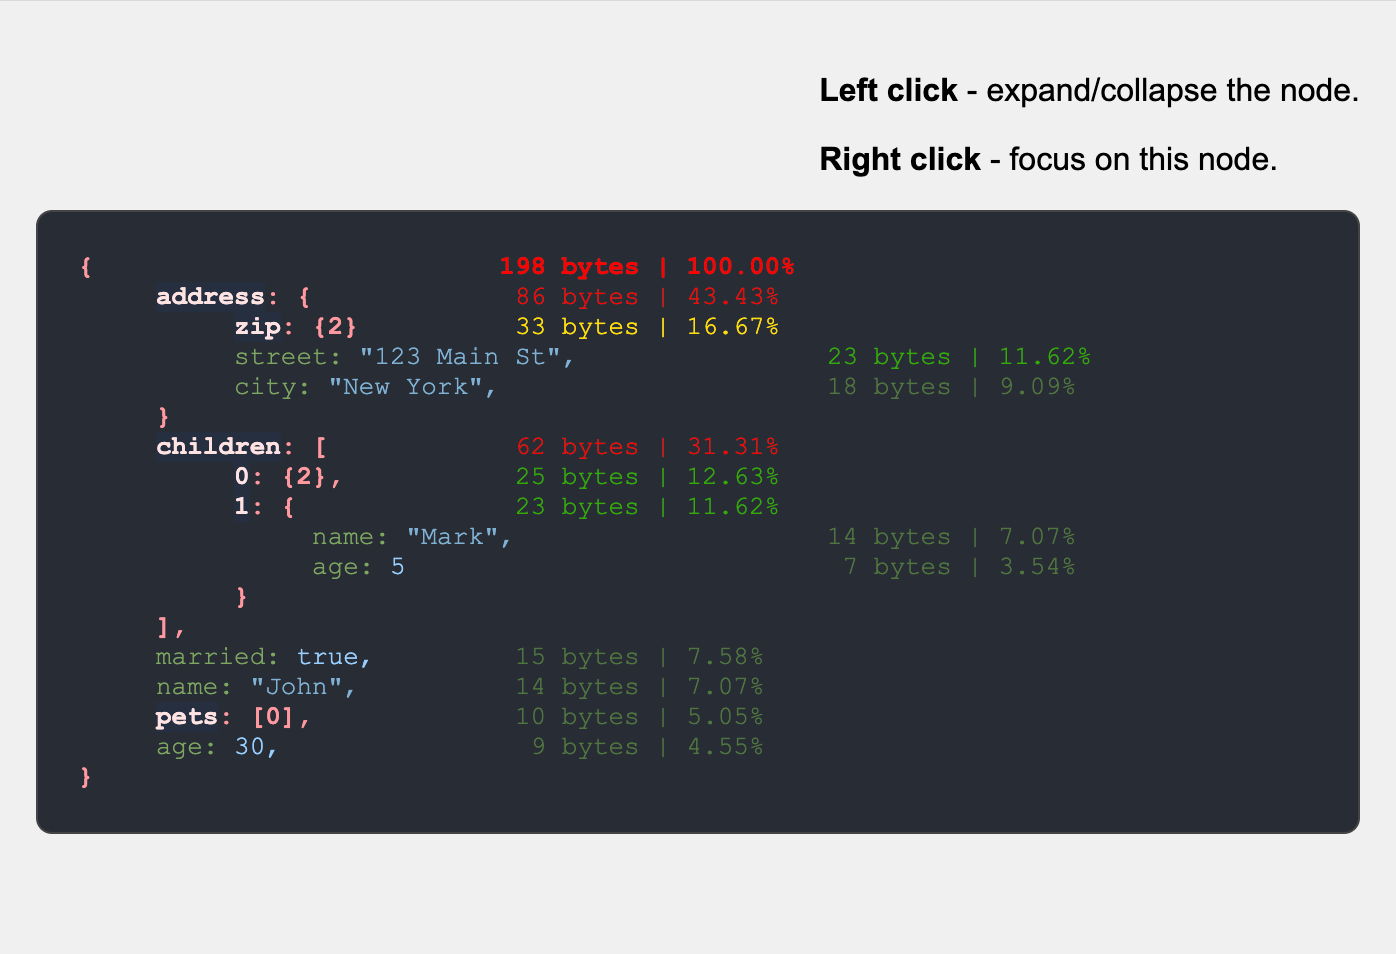 Left click - expand/collapse the node.
Right click - focus on this node.
{ 198 bytes | 100.00%
address: { 86 bytes | 43.43%
zip: {2} 33 bytes | 16.67%
street: "123 Main St", 23 bytes | 11.62%
city: "New York", 18 bytes | 9.09%
}
children: [ 62 bytes | 31.31%
0: {2}, 25 bytes | 12.63%
1: { 23 bytes | 11.62%
name: "Mark", 14 bytes | 7.07%
age: 5 7 bytes | 3.54%
}
],
married: true, 15 bytes | 7.58%
name: "John", 14 bytes | 7.07%
pets: [0], 10 bytes | 5.05%
age: 30, 9 bytes | 4.55%
}